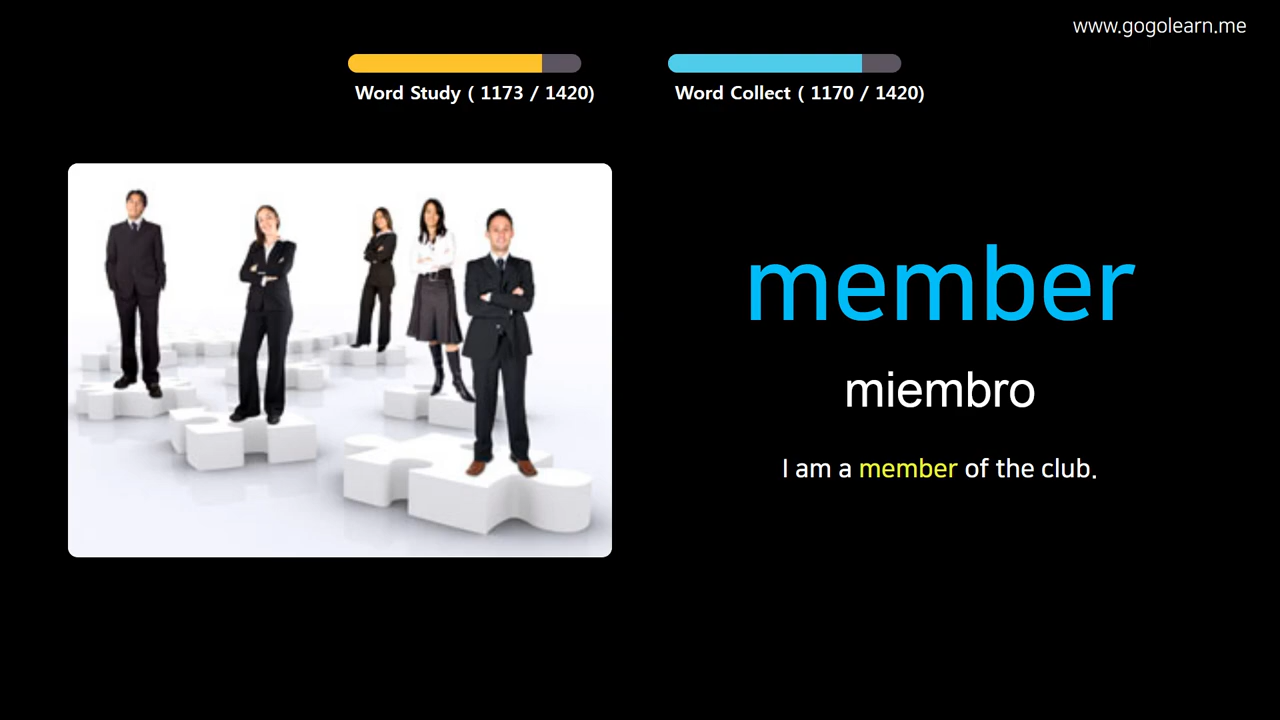 www.gogolearn.me
Word Study ( 1173 / 1420)
Word Collect ( 1170 / 1420)
member
miembro
I am a member of the club.